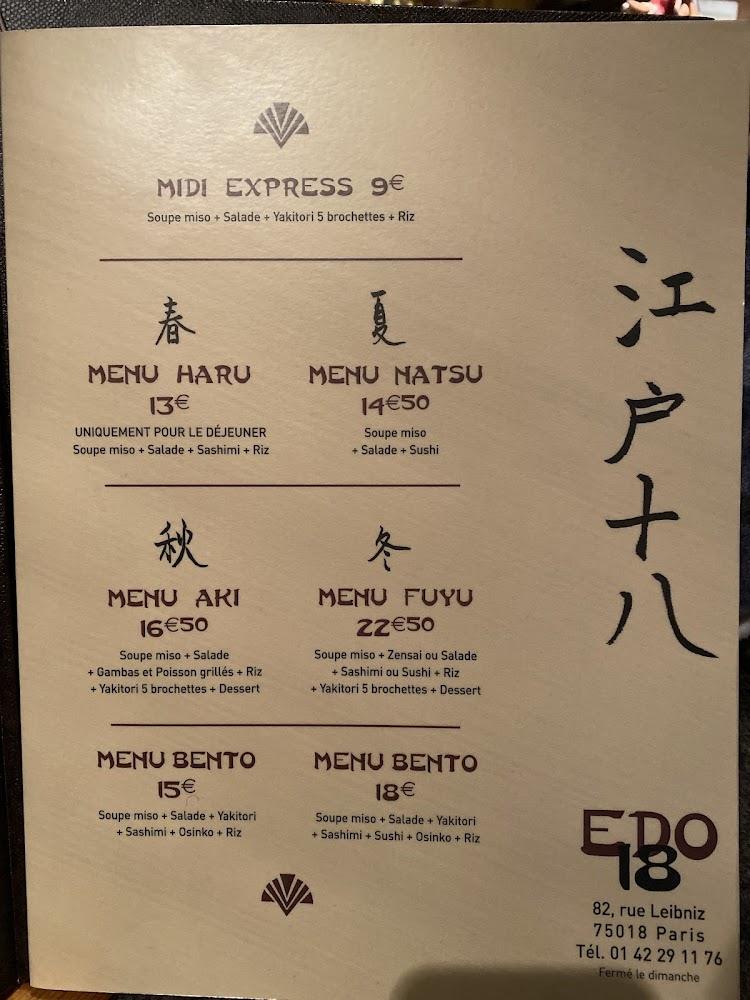 MIDI EXPRESS 9€
Soupe miso + Salade + Yakitori 5 brochettes + Riz
春
MENU HARU
13€
UNIQUEMENT POUR LE DÉJEUNER
Soupe miso + Salade + Sashimi + Riz
夏
MENU NATSU
14€50
Soupe miso
+ Salade + Sushi
秋
MENU AKI
16€50
Soupe miso + Salade
+ Gambas et Poisson grillés + Riz
+ Yakitori 5 brochettes + Dessert
冬
MENU FUYU
22€50
Soupe miso + Zensai ou Salade
+ Sashimi ou Sushi + Riz
+ Yakitori 5 brochettes + Dessert
MENU BENTO
15€
Soupe miso + Salade + Yakitori
+ Sashimi + Osinko + Riz
MENU BENTO
18€
Soupe miso + Salade + Yakitori
+ Sashimi + Sushi + Osinko + Riz
江户十八
EDO
18
82, rue Leibniz
75018 Paris
Tél. 01 42 29 11 76
Fermé le dimanche